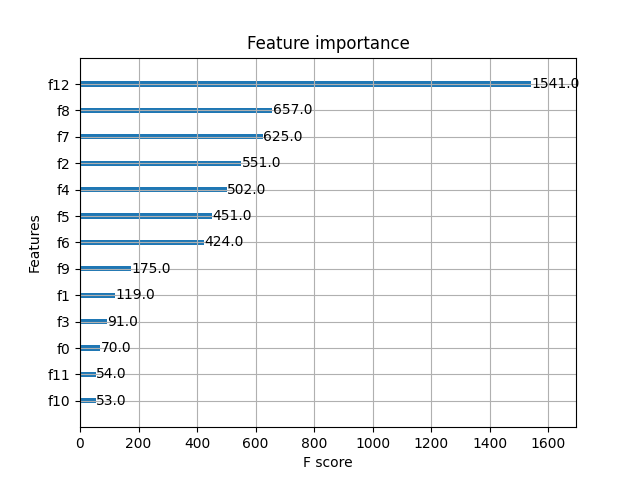 Feature importance
f12 1541.0
f8 657.0
f7 625.0
f2 551.0
f4 502.0
f5 451.0
f6 424.0
f9 175.0
f1 119.0
f3 91.0
f0 70.0
f11 54.0
f10 53.0
Features
0 200 400 600 800 1000 1200 1400 1600
F score